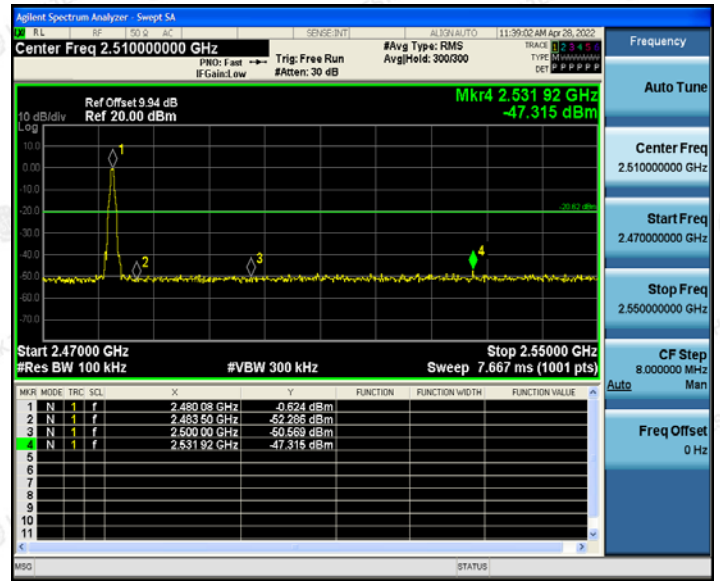 Agilent Spectrum Analyzer - Swept SA
RL RF 50 Ω AC SENSE:INT ALIGN AUTO 11:39:02 AM Apr 28, 2022
Center Freq 2.510000000 GHz
PNO: Fast
IFGain:Low
Trig: Free Run
#Atten: 30 dB
#Avg Type: RMS
Avg|Hold: 300/300
TRACE 1 2 3 4 5 6
TYPE M
DET P P P P P P
Ref Offset 9.94 dB
10 dB/div Ref 20.00 dBm
Log
Mkr4 2.531 92 GHz
-47.315 dBm
10.0
0.00
-10.0
-20.0
-30.0
-40.0
-50.0
-60.0
-70.0
-20.62 dBm
1
2
3
4
Start 2.47000 GHz Stop 2.55000 GHz
#Res BW 100 kHz #VBW 300 kHz Sweep 7.667 ms (1001 pts)
MKR MODE TRC SCL X Y FUNCTION FUNCTION WIDTH FUNCTION VALUE
1 N 1 f 2.480 08 GHz -0.624 dBm
2 N 1 f 2.483 50 GHz -52.286 dBm
3 N 1 f 2.500 00 GHz -50.569 dBm
4 N 1 f 2.531 92 GHz -47.315 dBm
5
6
7
8
9
10
11
MSG STATUS
Frequency
Auto Tune
Center Freq
2.510000000 GHz
Start Freq
2.470000000 GHz
Stop Freq
2.550000000 GHz
CF Step
8.000000 MHz
Auto Man
Freq Offset
0 Hz